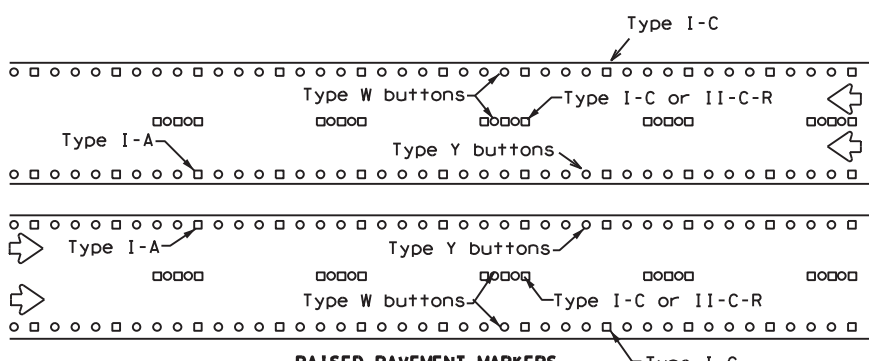 Type I-C
Type W buttons
Type I-C or II-C-R
Type I-A
Type Y buttons
Type I-A
Type Y buttons
Type W buttons
Type I-C or II-C-R
RAISED PAVEMENT MARKERS
Type I-C